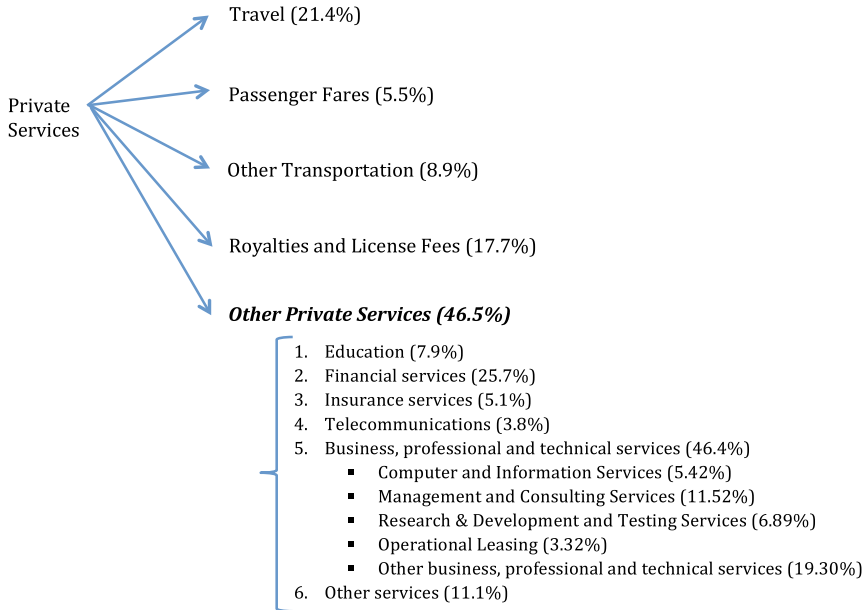 Travel (21.4%)
Passenger Fares (5.5%)
Private
Services
Other Transportation (8.9%)
Royalties and License Fees (17.7%)
Other Private Services (46.5%)
1. Education (7.9%)
2. Financial services (25.7%)
3. Insurance services (5.1%)
4. Telecommunications (3.8%)
5. Business, professional and technical services (46.4%)
▪ Computer and Information Services (5.42%)
▪ Management and Consulting Services (11.52%)
▪ Research & Development and Testing Services (6.89%)
▪ Operational Leasing (3.32%)
▪ Other business, professional and technical services (19.30%)
6. Other services (11.1%)